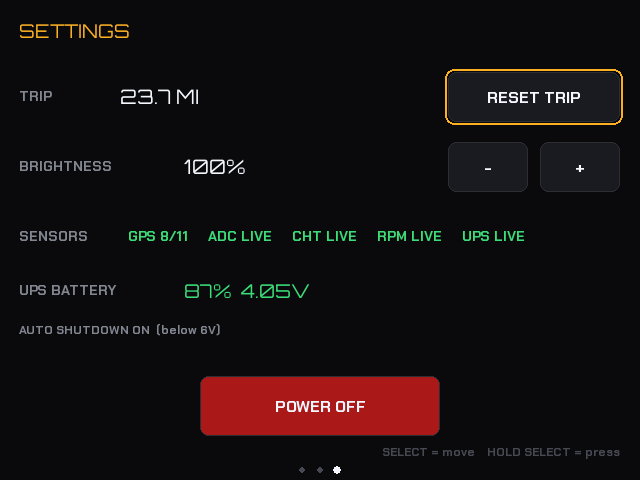 SETTINGS
TRIP 23.7 MI RESET TRIP
BRIGHTNESS 100% - +
SENSORS GPS 8/11 ADC LIVE CHT LIVE RPM LIVE UPS LIVE
UPS BATTERY 87% 4.05V
AUTO SHUTDOWN ON (below 6V)
POWER OFF
SELECT = move HOLD SELECT = press